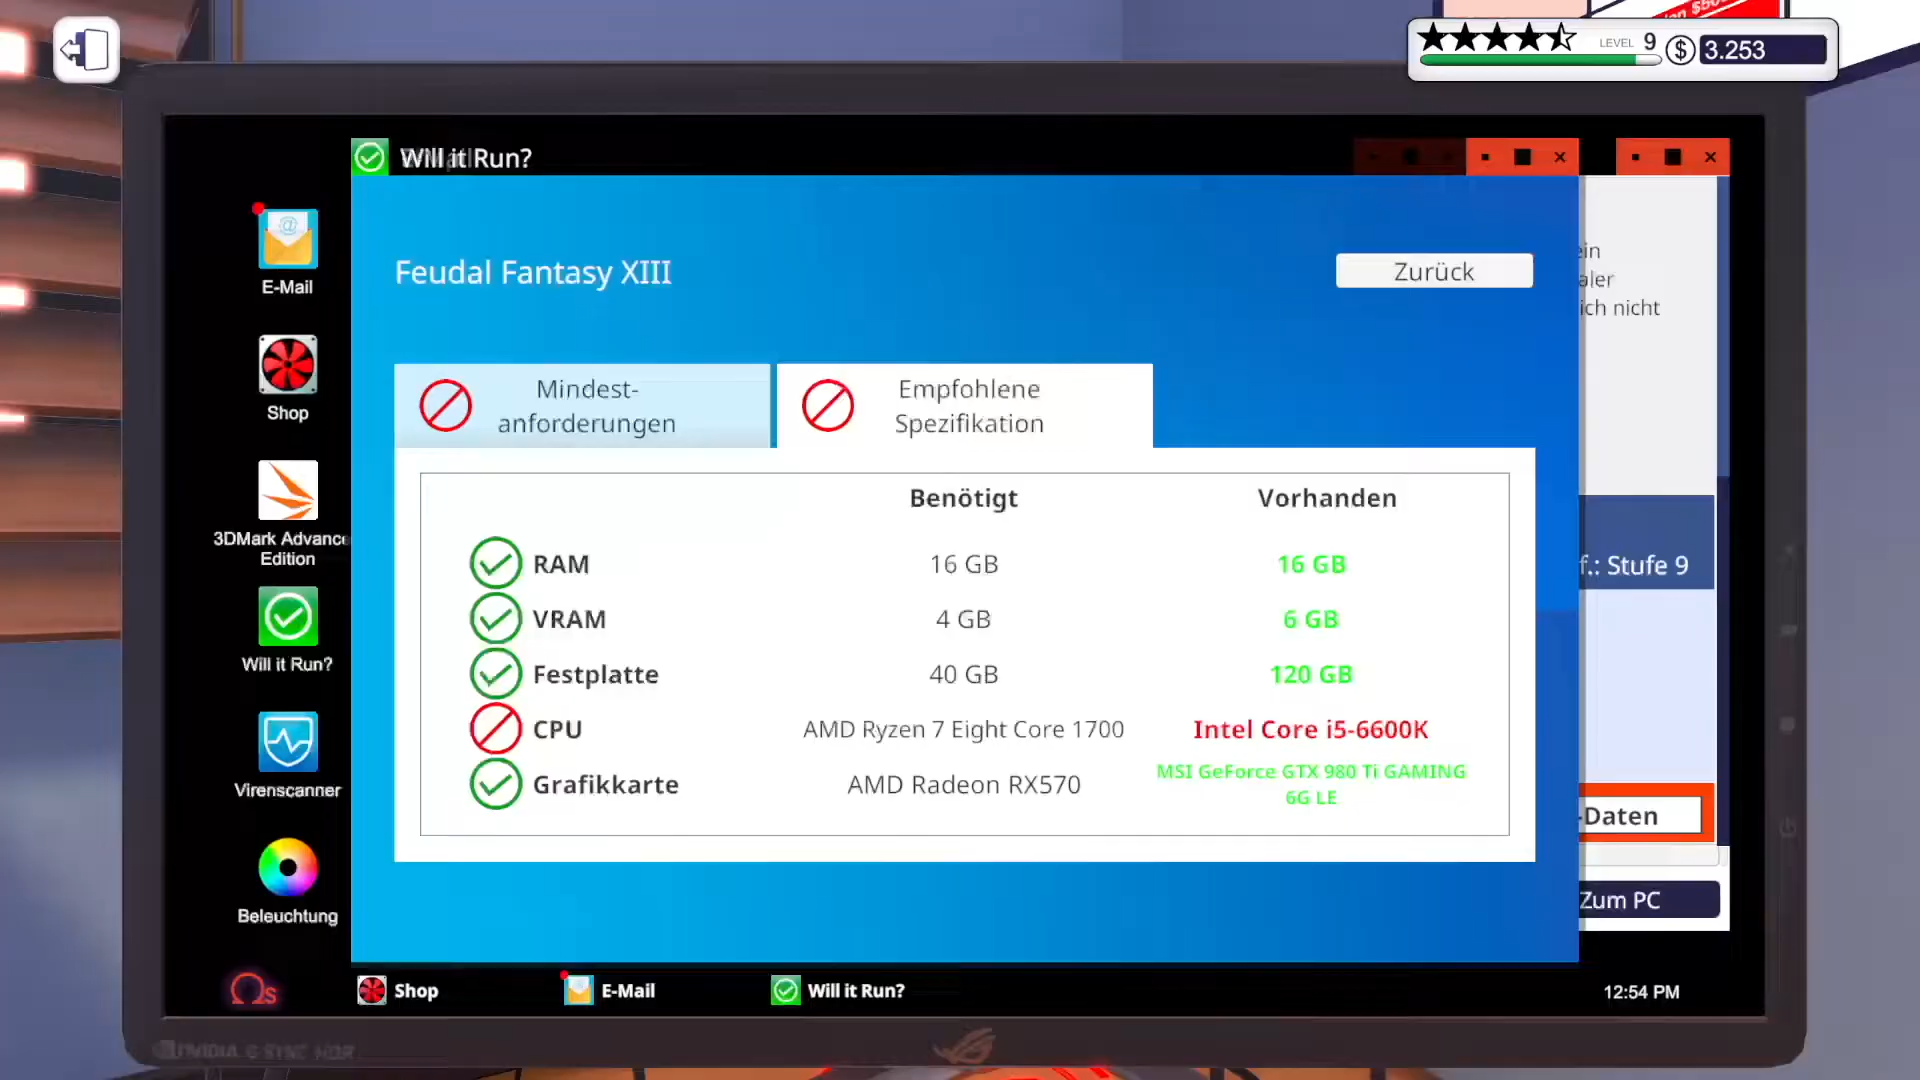 LEVEL 9
$ 3.253
Will it Run?
E-Mail
Shop
3DMark Advance
Edition
Will it Run?
Virenscanner
Beleuchtung
Feudal Fantasy XIII
Zurück
Mindest-
anforderungen
Empfohlene
Spezifikation
Benötigt Vorhanden
RAM 16 GB 16 GB
VRAM 4 GB 6 GB
Festplatte 40 GB 120 GB
CPU AMD Ryzen 7 Eight Core 1700 Intel Core i5-6600K
Grafikkarte AMD Radeon RX570 MSI GeForce GTX 980 Ti GAMING
6G LE
ein
aler
ich nicht
f.: Stufe 9
-Daten
Zum PC
Ωs
Shop
E-Mail
Will it Run?
12:54 PM
NVIDIA G-SYNC HDR